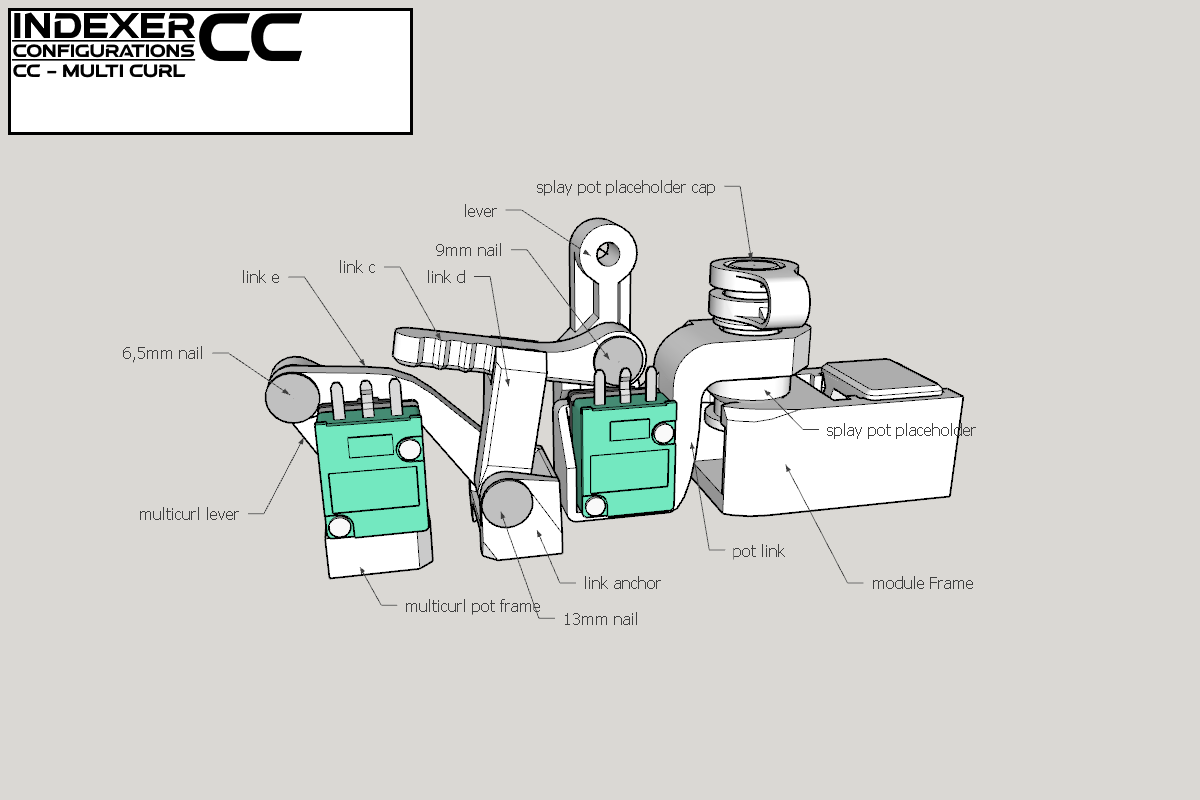 INDEXER CC
CONFIGURATIONS
CC - MULTI CURL
splay pot placeholder cap
lever
9mm nail
link c
link d
link e
6,5mm nail
splay pot placeholder
multicurl lever
pot link
link anchor
module Frame
multicurl pot frame
13mm nail